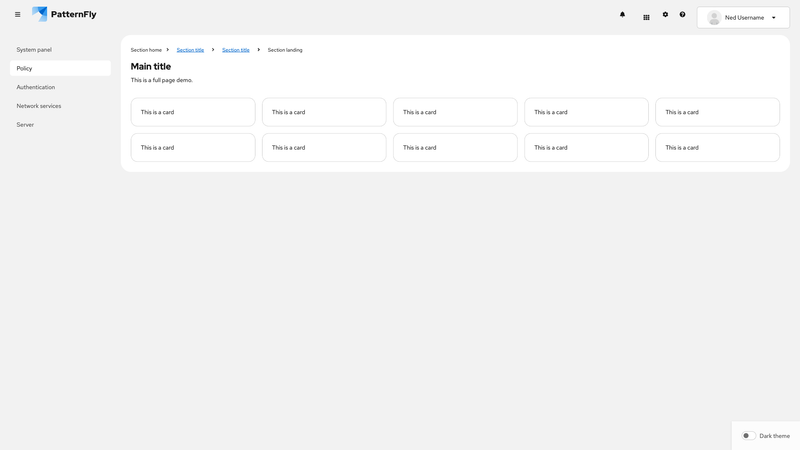 PatternFly
Ned Username
System panel
Policy
Authentication
Network services
Server
Section home Section title Section title Section landing
Main title
This is a full page demo.
This is a card This is a card This is a card This is a card This is a card
This is a card This is a card This is a card This is a card This is a card
Dark theme